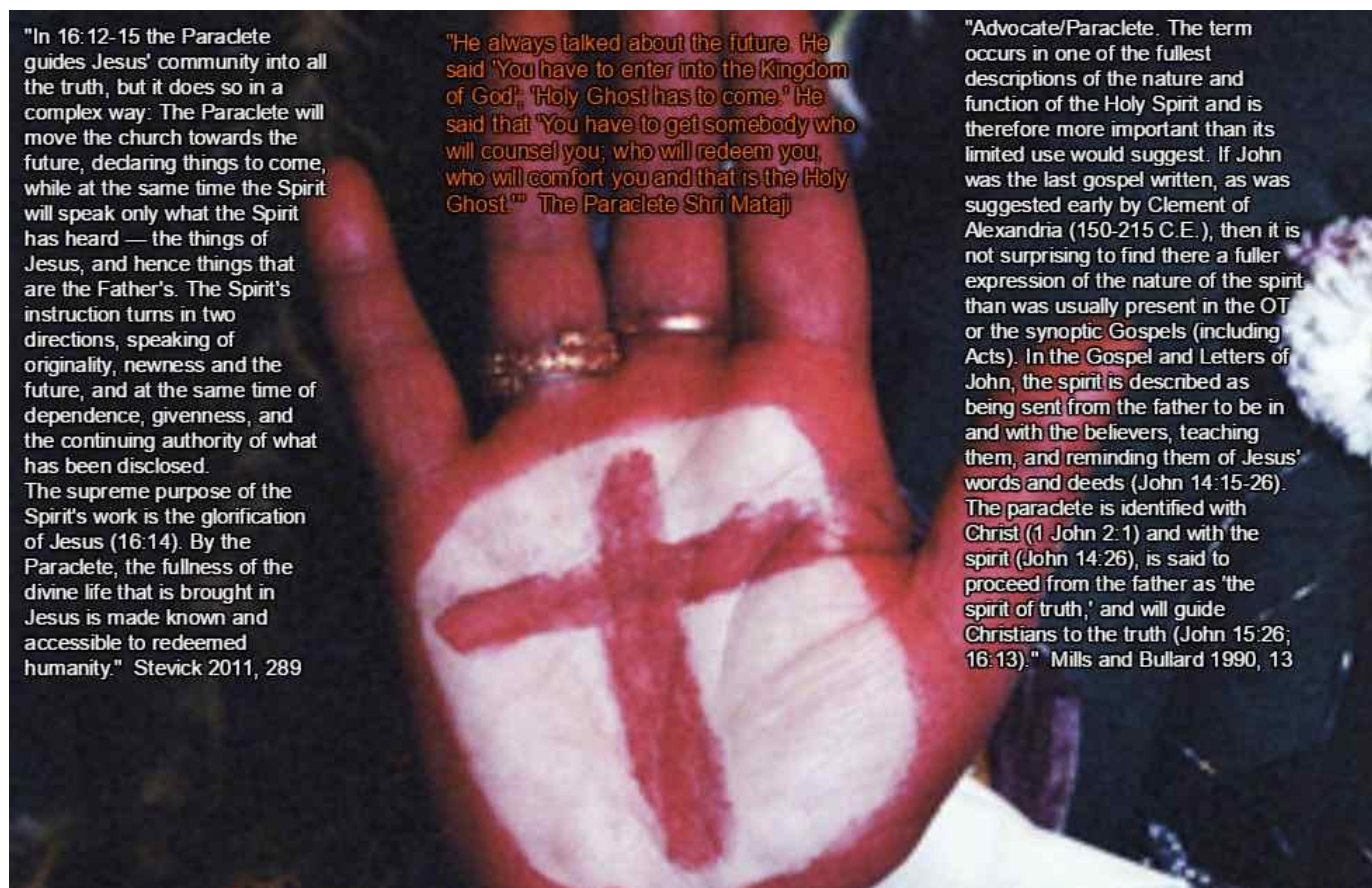 "In 16:12-15 the Paraclete
guides Jesus' community into all
the truth, but it does so in a
complex way: The Paraclete will
move the church towards the
future, declaring things to come,
while at the same time the Spirit
will speak only what the Spirit
has heard — the things of
Jesus, and hence things that
are the Father's. The Spirit's
instruction turns in two
directions, speaking of
originality, newness and the
future, and at the same time of
dependence, givenness, and
the continuing authority of what
has been disclosed.
The supreme purpose of the
Spirit's work is the glorification
of Jesus (16:14). By the
Paraclete, the fullness of the
divine life that is brought in
Jesus is made known and
accessible to redeemed
humanity." Stevick 2011, 289
"He always talked about the future. He
said 'You have to enter into the Kingdom
of God', 'Holy Ghost has to come.' He
said that 'You have to get somebody who
will counsel you; who will redeem you;
who will comfort you and that is the Holy
Ghost.'" The Paraclete Shri Mataji
"Advocate/Paraclete. The term
occurs in one of the fullest
descriptions of the nature and
function of the Holy Spirit and is
therefore more important than its
limited use would suggest. If John
was the last gospel written, as was
suggested early by Clement of
Alexandria (150-215 C.E.), then it is
not surprising to find there a fuller
expression of the nature of the spirit
than was usually present in the OT
or the synoptic Gospels (including
Acts). In the Gospel and Letters of
John, the spirit is described as
being sent from the father to be in
and with the believers, teaching
them, and reminding them of Jesus'
words and deeds (John 14:15-26).
The paraclete is identified with
Christ (1 John 2:1) and with the
spirit (John 14:26), is said to
proceed from the father as 'the
spirit of truth,' and will guide
Christians to the truth (John 15:26;
16:13)." Mills and Bullard 1990, 13